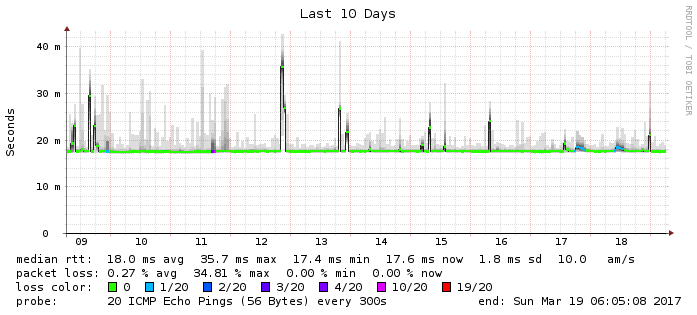 Last 10 Days
RRDTOOL / TOBI OETIKER
Seconds
40 m
30 m
20 m
10 m
0
09 10 11 12 13 14 15 16 17 18
median rtt: 18.0 ms avg 35.7 ms max 17.4 ms min 17.6 ms now 1.8 ms sd 10.0 am/s
packet loss: 0.27 % avg 34.81 % max 0.00 % min 0.00 % now
loss color: 0 1/20 2/20 3/20 4/20 10/20 19/20
probe: 20 ICMP Echo Pings (56 Bytes) every 300s end: Sun Mar 19 06:05:08 2017